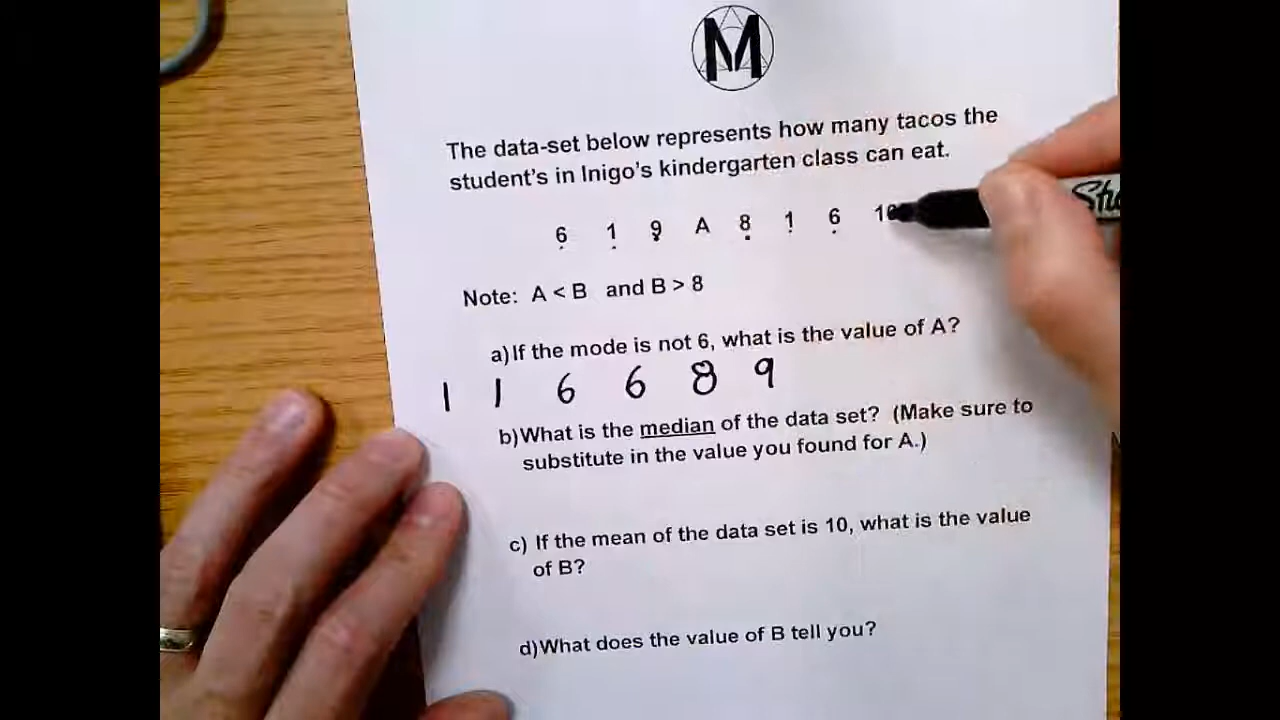 M
The data-set below represents how many tacos the
student's in Inigo's kindergarten class can eat.
6 1 9 A 8 1 6
Note: A < B and B > 8
a)If the mode is not 6, what is the value of A?
1 1 6 6 8 9
b)What is the median of the data set? (Make sure to
substitute in the value you found for A.)
c) If the mean of the data set is 10, what is the value
of B?
d)What does the value of B tell you?